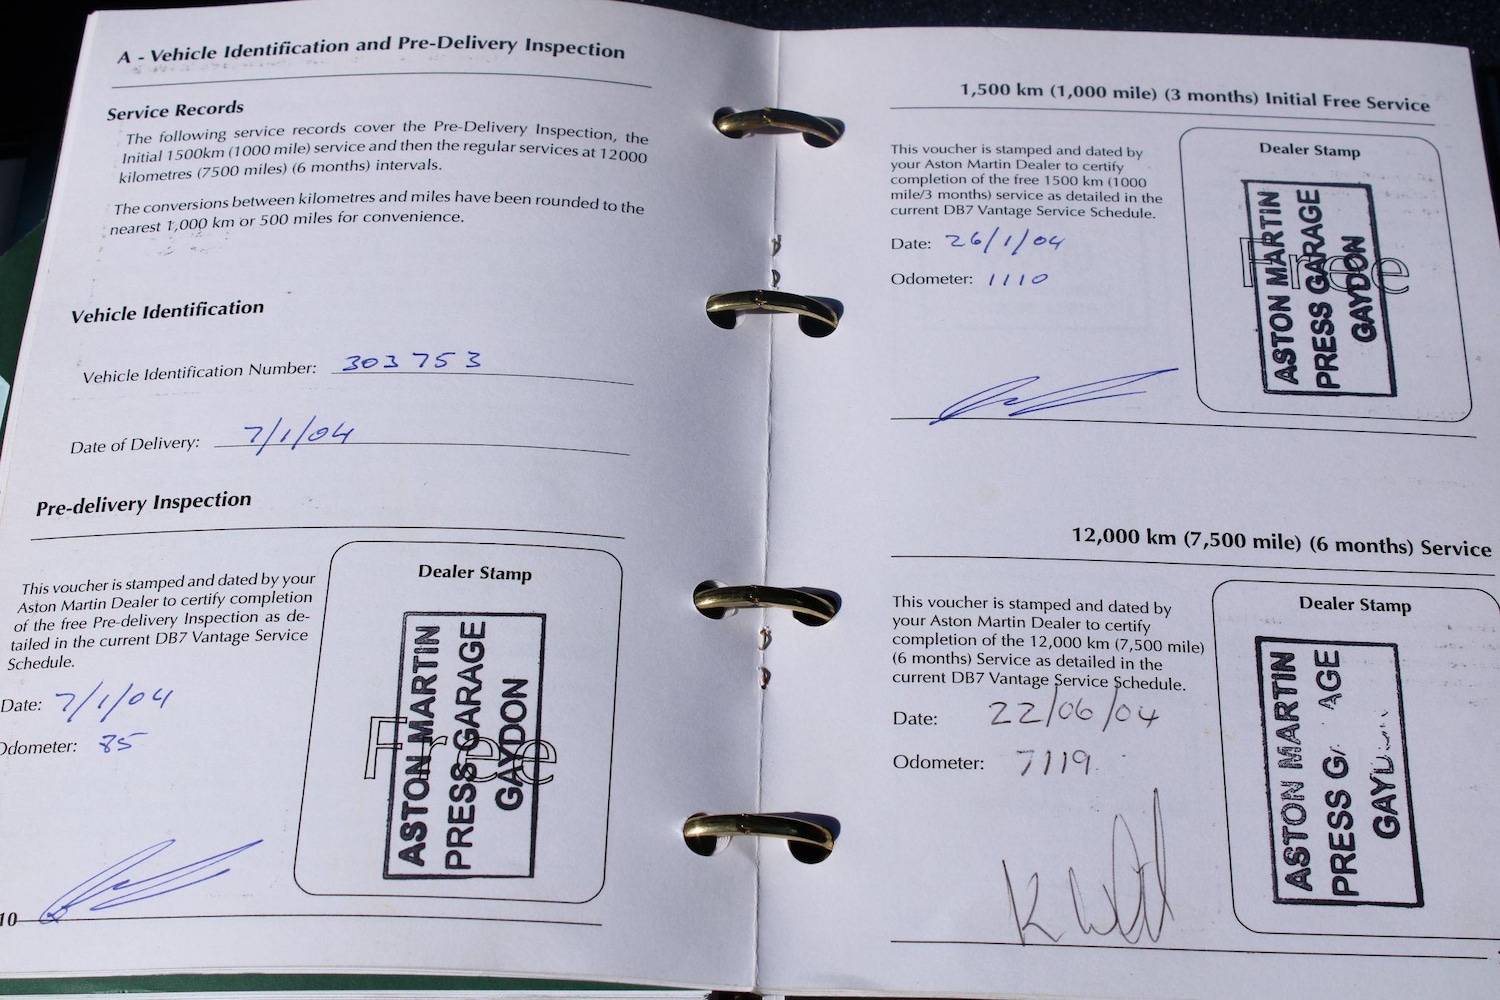 A - Vehicle Identification and Pre-Delivery Inspection
Service Records
The following service records cover the Pre-Delivery Inspection, the
Initial 1500km (1000 mile) service and then the regular services at 12000
kilometres (7500 miles) (6 months) intervals.
The conversions between kilometres and miles have been rounded to the
nearest 1,000 km or 500 miles for convenience.
Vehicle Identification
Vehicle Identification Number: 303753
Date of Delivery: 7/1/04
Pre-delivery Inspection
This voucher is stamped and dated by your
Aston Martin Dealer to certify completion
of the free Pre-delivery Inspection as de-
tailed in the current DB7 Vantage Service
Schedule.
Date: 7/1/04
Odometer: 85
Dealer Stamp
Free
ASTON MARTIN
PRESS GARAGE
GAYDON
10
1,500 km (1,000 mile) (3 months) Initial Free Service
This voucher is stamped and dated by
your Aston Martin Dealer to certify
completion of the free 1500 km (1000
mile/3 months) service as detailed in the
current DB7 Vantage Service Schedule.
Date: 26/1/04
Odometer: 1110
Dealer Stamp
Free
ASTON MARTIN
PRESS GARAGE
GAYDON
12,000 km (7,500 mile) (6 months) Service
This voucher is stamped and dated by
your Aston Martin Dealer to certify
completion of the 12,000 km (7,500 mile)
(6 months) Service as detailed in the
current DB7 Vantage Service Schedule.
Date: 22/06/04
Odometer: 7119
Dealer Stamp
ASTON MARTIN
PRESS G AGE
GAYD